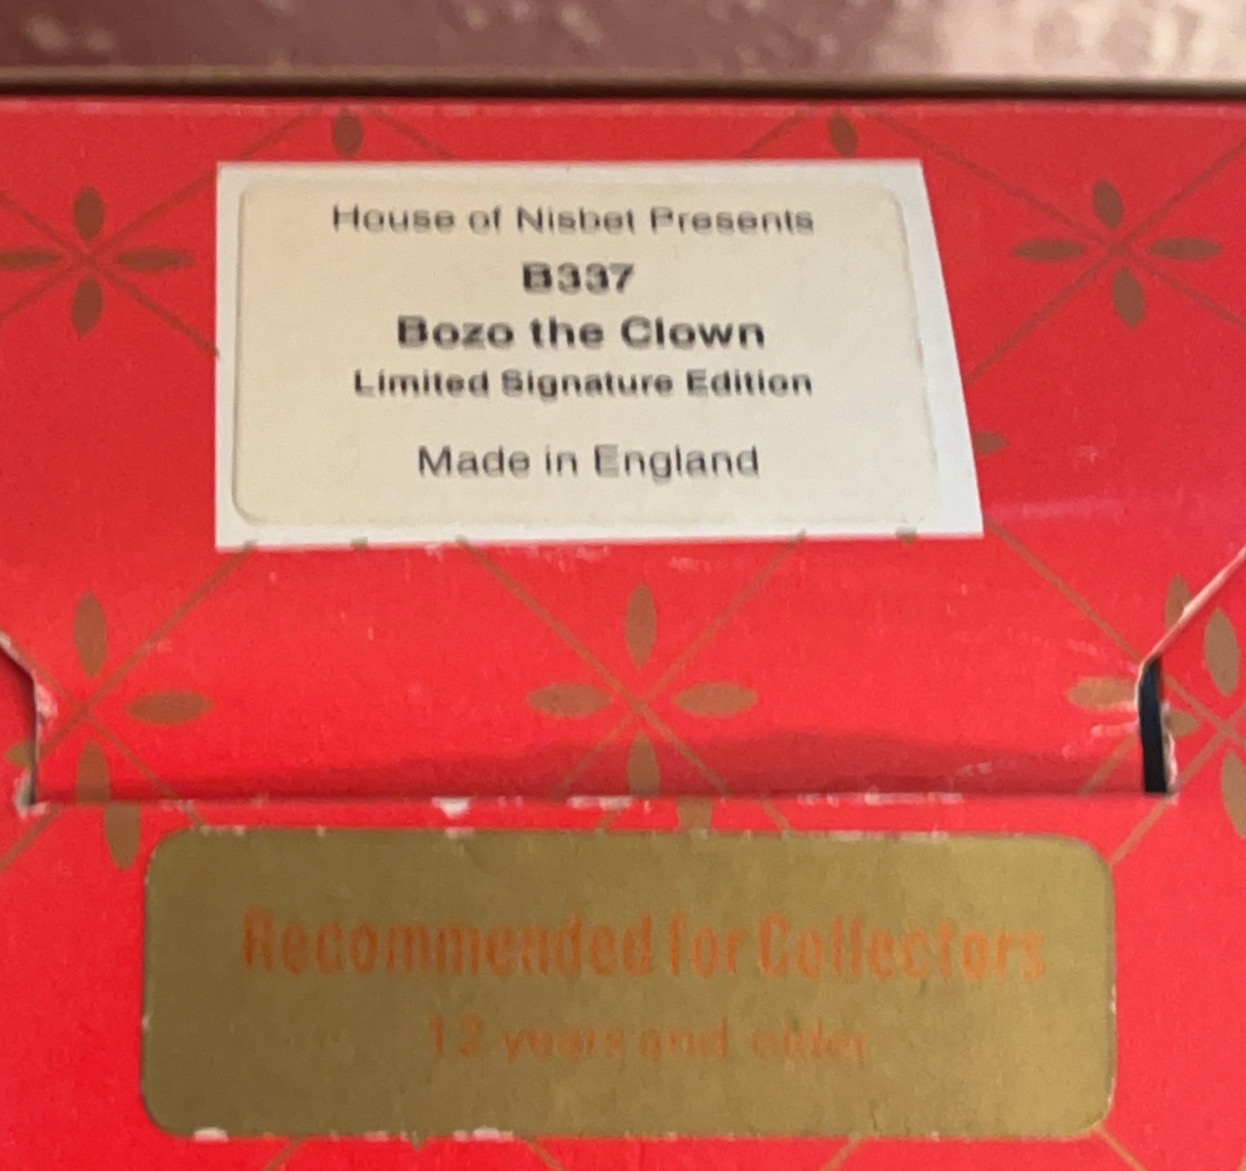 House of Nisbet Presents
B337
Bozo the Clown
Limited Signature Edition
Made in England
Recommended for Collectors
12 years and older